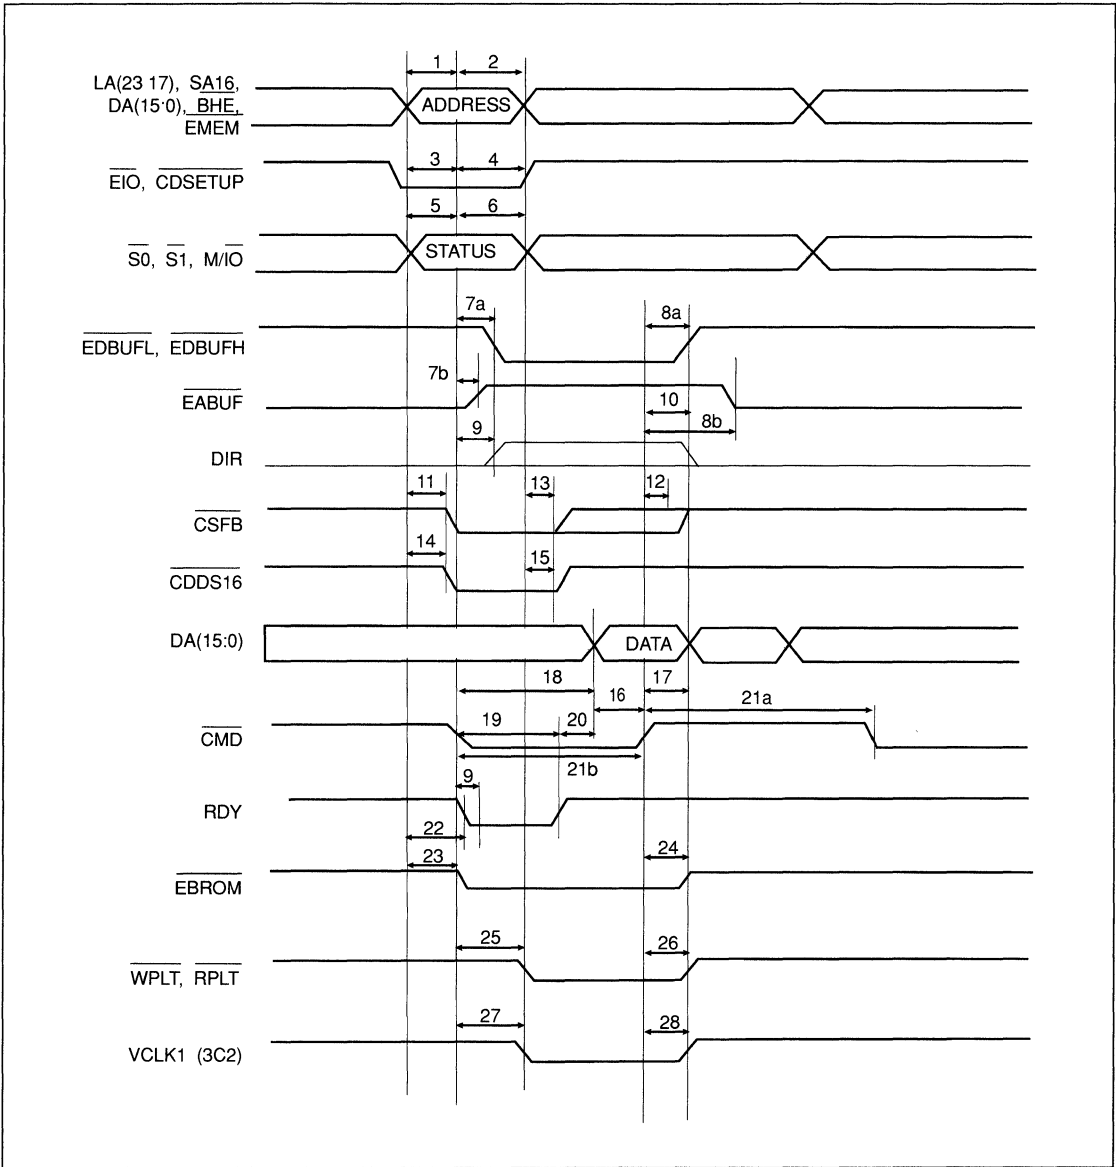 1 2
LA(23 17), SA16,
DA(15:0), BHE,
EMEM
ADDRESS
3 4
EIO, CDSETUP
5 6
S0, S1, M/IO
STATUS
7a 8a
EDBUFL, EDBUFH
7b
EABUF
10
8b
9
DIR
11 13 12
CSFB
14 15
CDDS16
DA(15:0)
DATA
18 17
16 21a
19 20
CMD
21b
9
RDY
22
23 24
EBROM
25 26
WPLT, RPLT
27 28
VCLK1 (3C2)